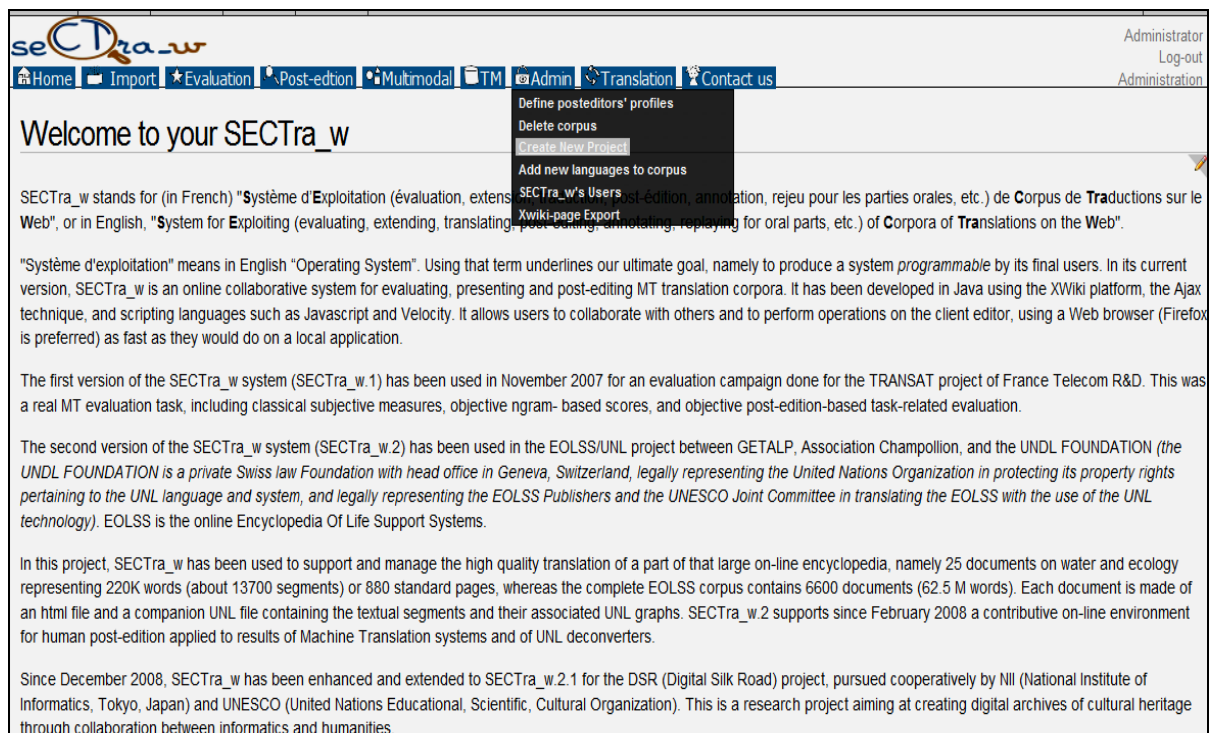 seCTra_w
Administrator
Log-out
Administration
Home Import Evaluation Post-edtion Multimodal TM Admin Translation Contact us
Define posteditors' profiles
Delete corpus
Create New Project
Add new languages to corpus
SECTra_w's Users
Xwiki-page Export
Welcome to your SECTra_w
SECTra_w stands for (in French) "Système d'Exploitation (évaluation, extension, traduction, post-édition, annotation, rejeu pour les parties orales, etc.) de Corpus de Traductions sur le
Web", or in English, "System for Exploiting (evaluating, extending, translating, post-editing, annotating, replaying for oral parts, etc.) of Corpora of Translations on the Web".
"Système d'exploitation" means in English “Operating System”. Using that term underlines our ultimate goal, namely to produce a system programmable by its final users. In its current
version, SECTra_w is an online collaborative system for evaluating, presenting and post-editing MT translation corpora. It has been developed in Java using the XWiki platform, the Ajax
technique, and scripting languages such as Javascript and Velocity. It allows users to collaborate with others and to perform operations on the client editor, using a Web browser (Firefox
is preferred) as fast as they would do on a local application.
The first version of the SECTra_w system (SECTra_w.1) has been used in November 2007 for an evaluation campaign done for the TRANSAT project of France Telecom R&D. This was
a real MT evaluation task, including classical subjective measures, objective ngram- based scores, and objective post-edition-based task-related evaluation.
The second version of the SECTra_w system (SECTra_w.2) has been used in the EOLSS/UNL project between GETALP, Association Champollion, and the UNDL FOUNDATION (the
UNDL FOUNDATION is a private Swiss law Foundation with head office in Geneva, Switzerland, legally representing the United Nations Organization in protecting its property rights
pertaining to the UNL language and system, and legally representing the EOLSS Publishers and the UNESCO Joint Committee in translating the EOLSS with the use of the UNL
technology). EOLSS is the online Encyclopedia Of Life Support Systems.
In this project, SECTra_w has been used to support and manage the high quality translation of a part of that large on-line encyclopedia, namely 25 documents on water and ecology
representing 220K words (about 13700 segments) or 880 standard pages, whereas the complete EOLSS corpus contains 6600 documents (62.5 M words). Each document is made of
an html file and a companion UNL file containing the textual segments and their associated UNL graphs. SECTra_w.2 supports since February 2008 a contributive on-line environment
for human post-edition applied to results of Machine Translation systems and of UNL deconverters.
Since December 2008, SECTra_w has been enhanced and extended to SECTra_w.2.1 for the DSR (Digital Silk Road) project, pursued cooperatively by NII (National Institute of
Informatics, Tokyo, Japan) and UNESCO (United Nations Educational, Scientific, Cultural Organization). This is a research project aiming at creating digital archives of cultural heritage
through collaboration between informatics and humanities.